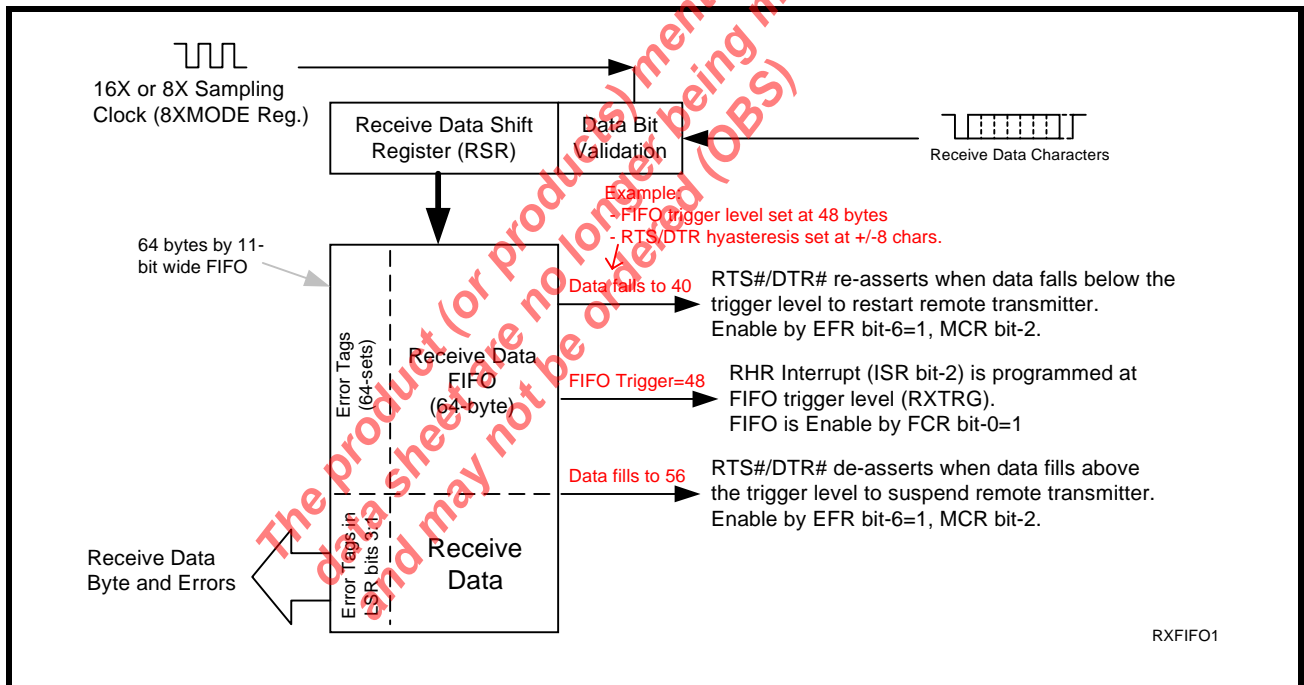 16X or 8X Sampling
Clock (8XMODE Reg.)
Receive Data Shift
Register (RSR)
Data Bit
Validation
Receive Data Characters
Example:
- FIFO trigger level set at 48 bytes
- RTS/DTR hyasteresis set at +/-8 chars.
64 bytes by 11-
bit wide FIFO
Data falls to 40
RTS#/DTR# re-asserts when data falls below the
trigger level to restart remote transmitter.
Enable by EFR bit-6=1, MCR bit-2.
Error Tags
(64-sets)
Receive Data
FIFO
(64-byte)
FIFO Trigger=48
RHR Interrupt (ISR bit-2) is programmed at
FIFO trigger level (RXTRG).
FIFO is Enable by FCR bit-0=1
Data fills to 56
RTS#/DTR# de-asserts when data fills above
the trigger level to suspend remote transmitter.
Enable by EFR bit-6=1, MCR bit-2.
Receive Data
Byte and Errors
Error Tags in
LSR bits 3:1
Receive
Data
RXFIFO1
The product (or products)
data sheet are no longer being
and may not be ordered (OBS)